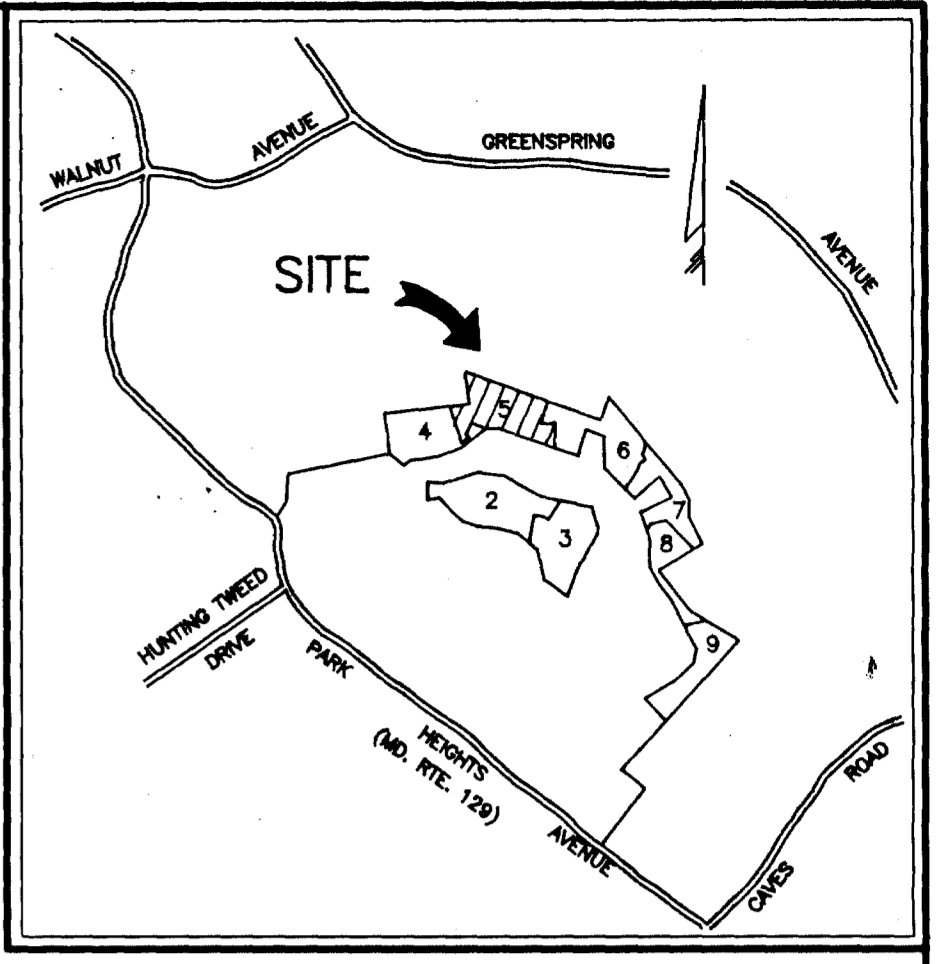 WALNUT
AVENUE
GREENSPRING
AVENUE
SITE
5
4
6
2
7
3
8
9
HUNTING TWEED
DRIVE
PARK
HEIGHTS
(MD. RTE. 129)
AVENUE
CAVES
ROAD